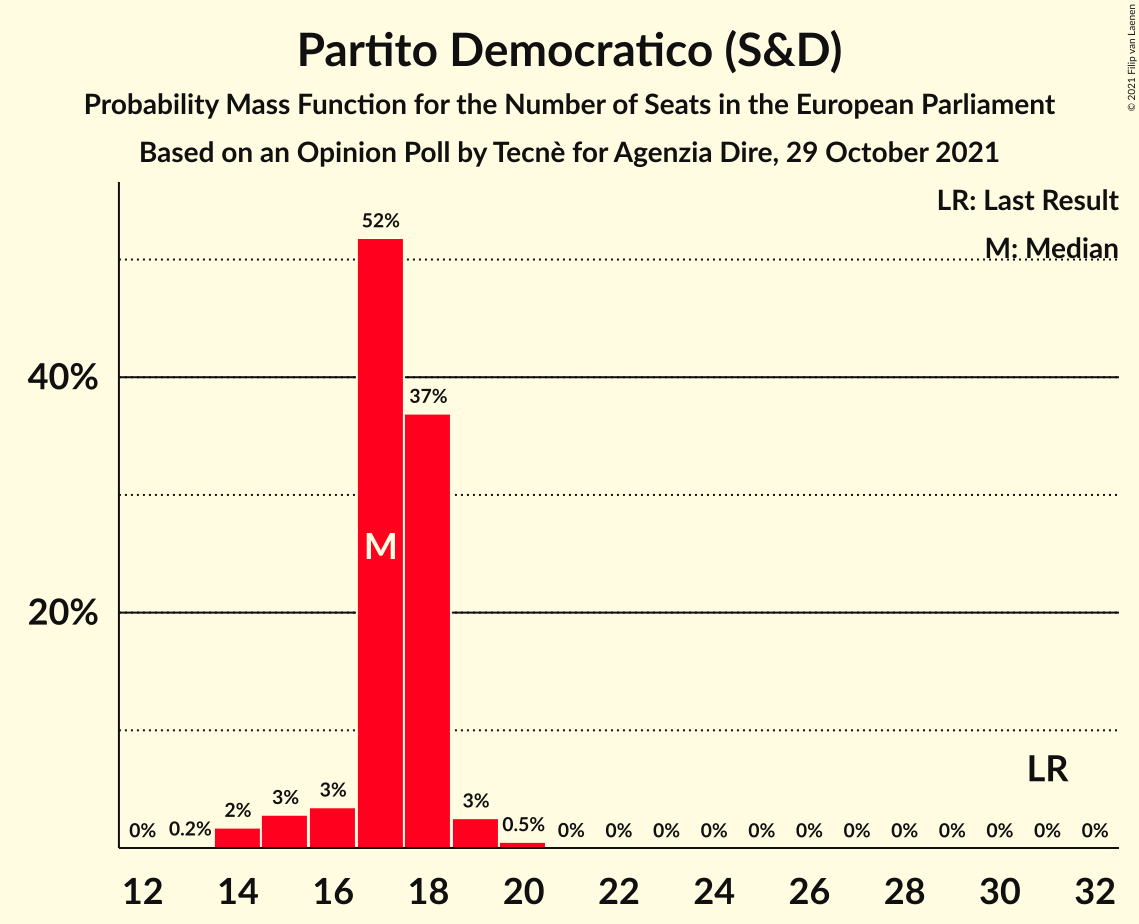 Partito Democratico (S&D)
Probability Mass Function for the Number of Seats in the European Parliament
Based on an Opinion Poll by Tecnè for Agenzia Dire, 29 October 2021
© 2021 Filip van Laenen
LR: Last Result
M: Median
52%
40%
37%
M
20%
LR
0% 0.2% 2% 3% 3% 3% 0.5% 0% 0% 0% 0% 0% 0% 0% 0% 0% 0% 0% 0%
12 14 16 18 20 22 24 26 28 30 32